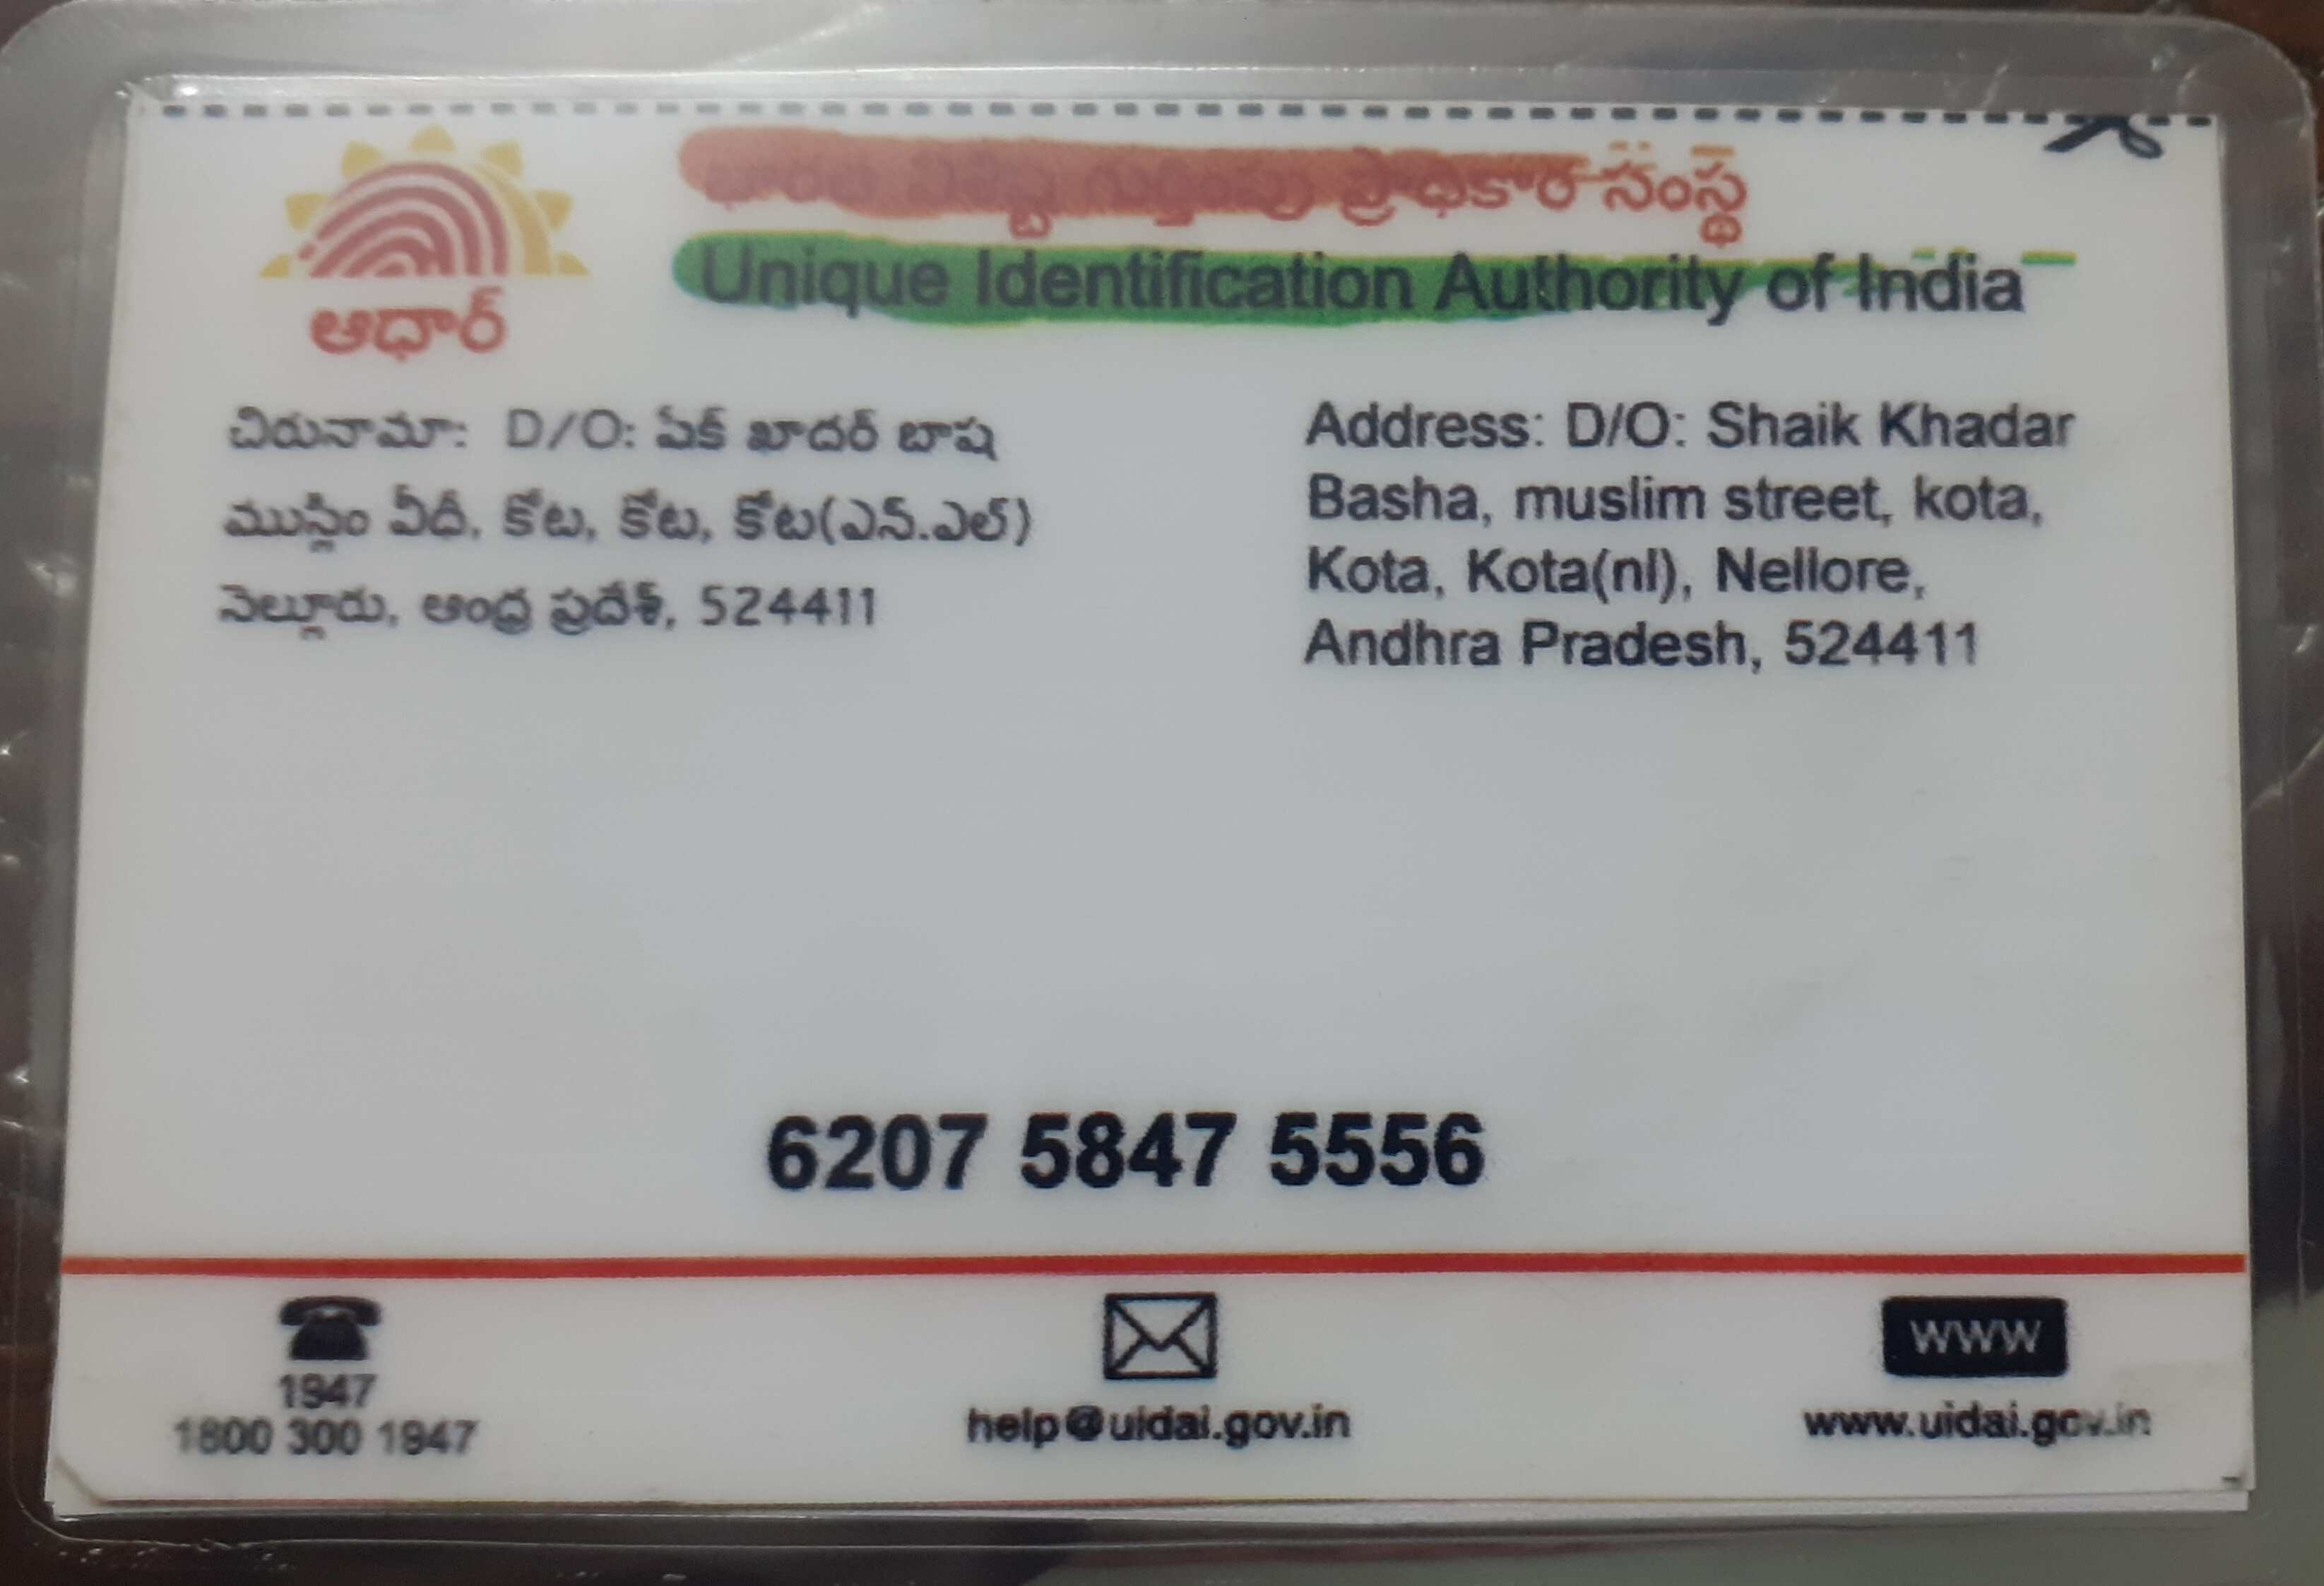 భారత విశిష్ట గుర్తింపు ప్రాధికార సంస్థ
Unique Identification Authority of India
ఆధార్
చిరునామా: D/O: షేక్ ఖాదర్ బాష
ముస్లిం వీధీ, కోట, కోట, కోట(ఎన్.ఎల్)
నెల్లూరు, ఆంధ్ర ప్రదేశ్, 524411
Address: D/O: Shaik Khadar
Basha, muslim street, kota,
Kota, Kota(nl), Nellore,
Andhra Pradesh, 524411
6207 5847 5556
1947
1800 300 1947
help@uidai.gov.in
WWW
www.uidai.gov.in